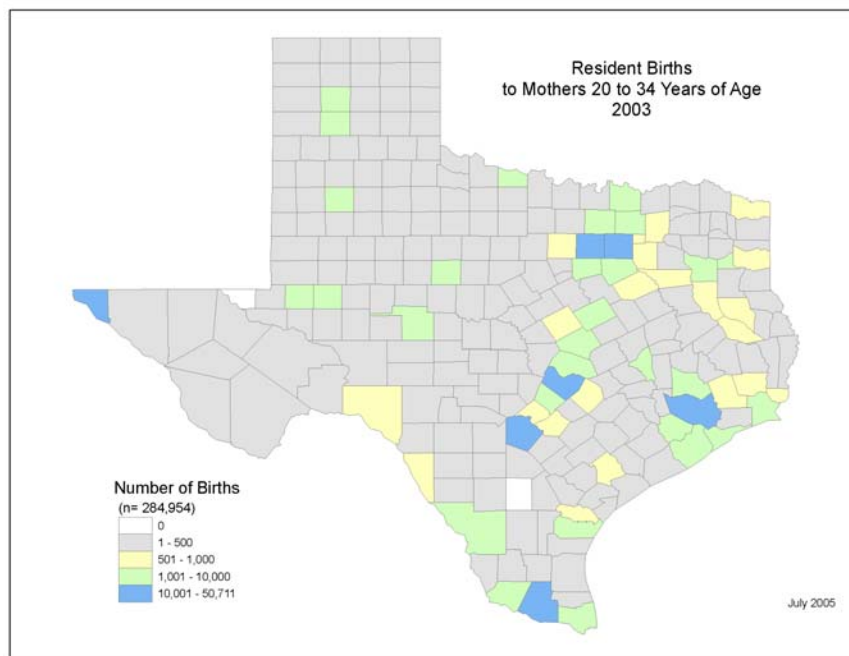 Resident Births
to Mothers 20 to 34 Years of Age
2003
Number of Births
(n= 284,954)
0
1 - 500
501 - 1,000
1,001 - 10,000
10,001 - 50,711
July 2005